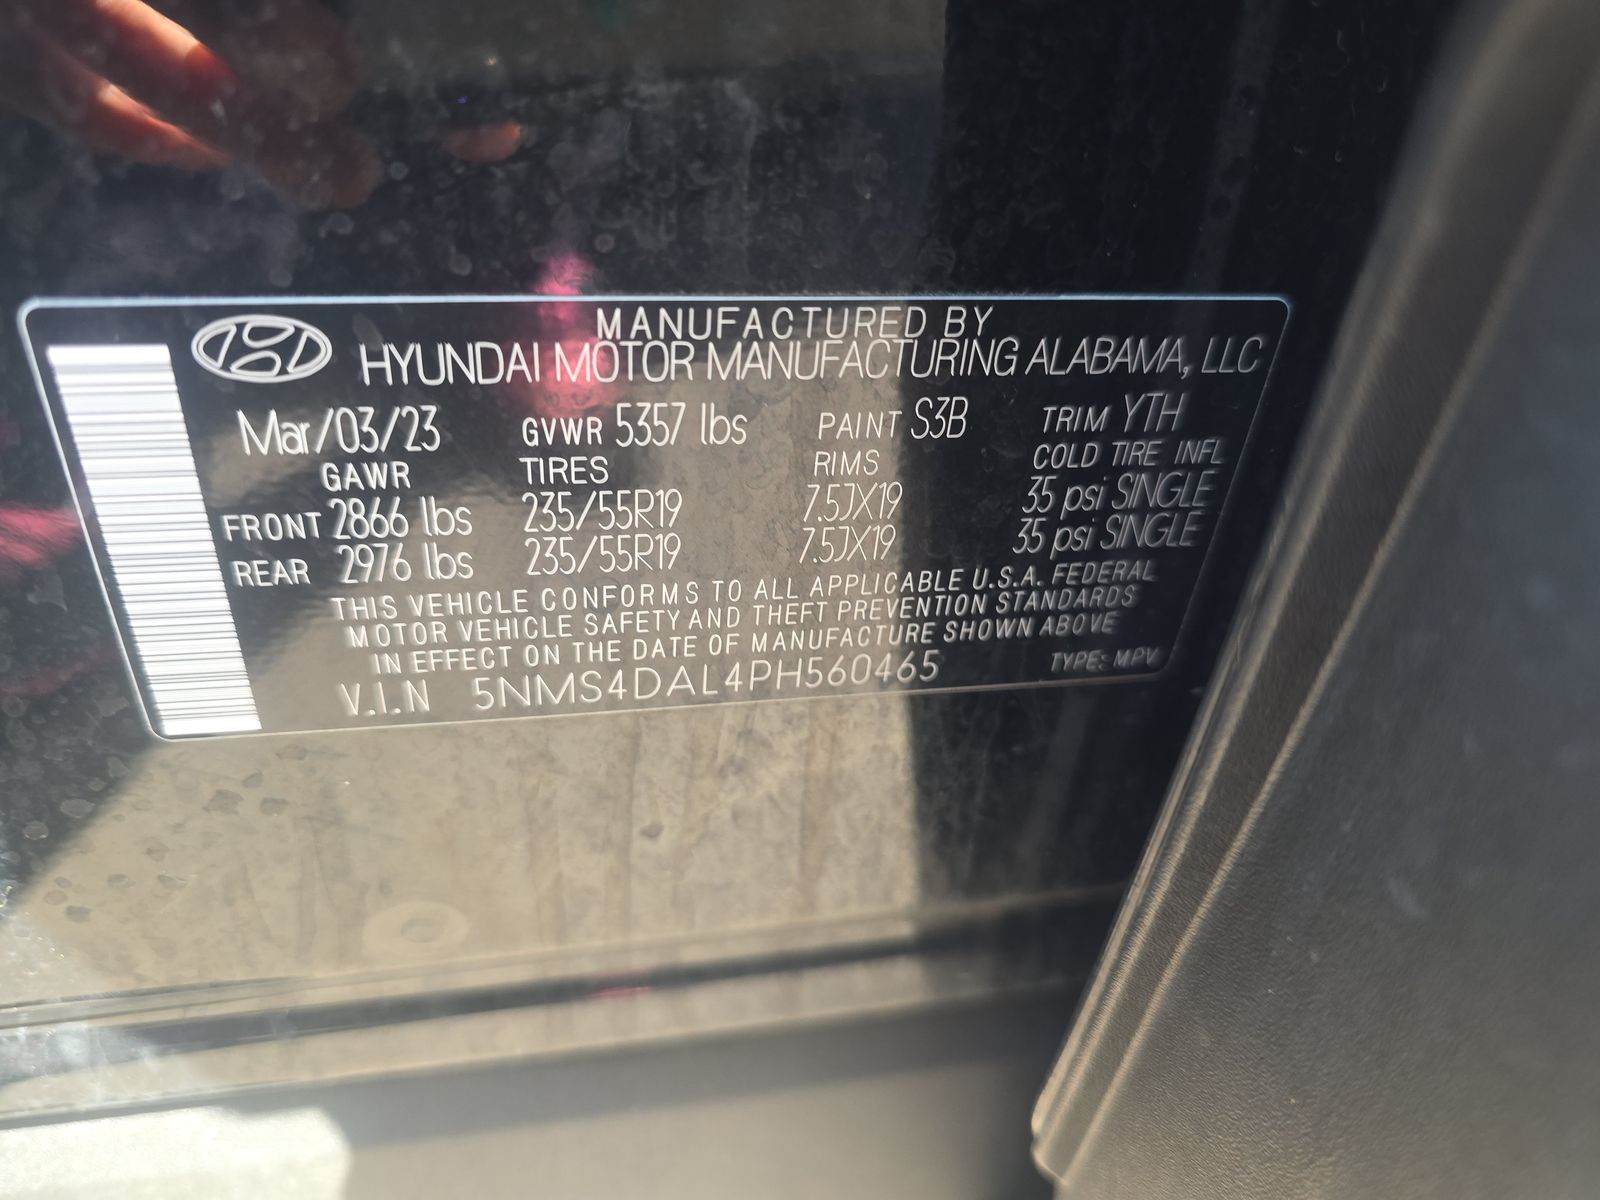 MANUFACTURED BY
HYUNDAI MOTOR MANUFACTURING ALABAMA, LLC
Mar/03/23 GVWR 5357 lbs PAINT S3B TRIM YTH
GAWR TIRES RIMS COLD TIRE INFL
FRONT 2866 lbs 235/55R19 7.5JX19 35 psi SINGLE
REAR 2976 lbs 235/55R19 7.5JX19 35 psi SINGLE
THIS VEHICLE CONFORMS TO ALL APPLICABLE U.S.A. FEDERAL
MOTOR VEHICLE SAFETY AND THEFT PREVENTION STANDARDS
IN EFFECT ON THE DATE OF MANUFACTURE SHOWN ABOVE
V.I.N 5NMS4DAL4PH560465 TYPE: MPV